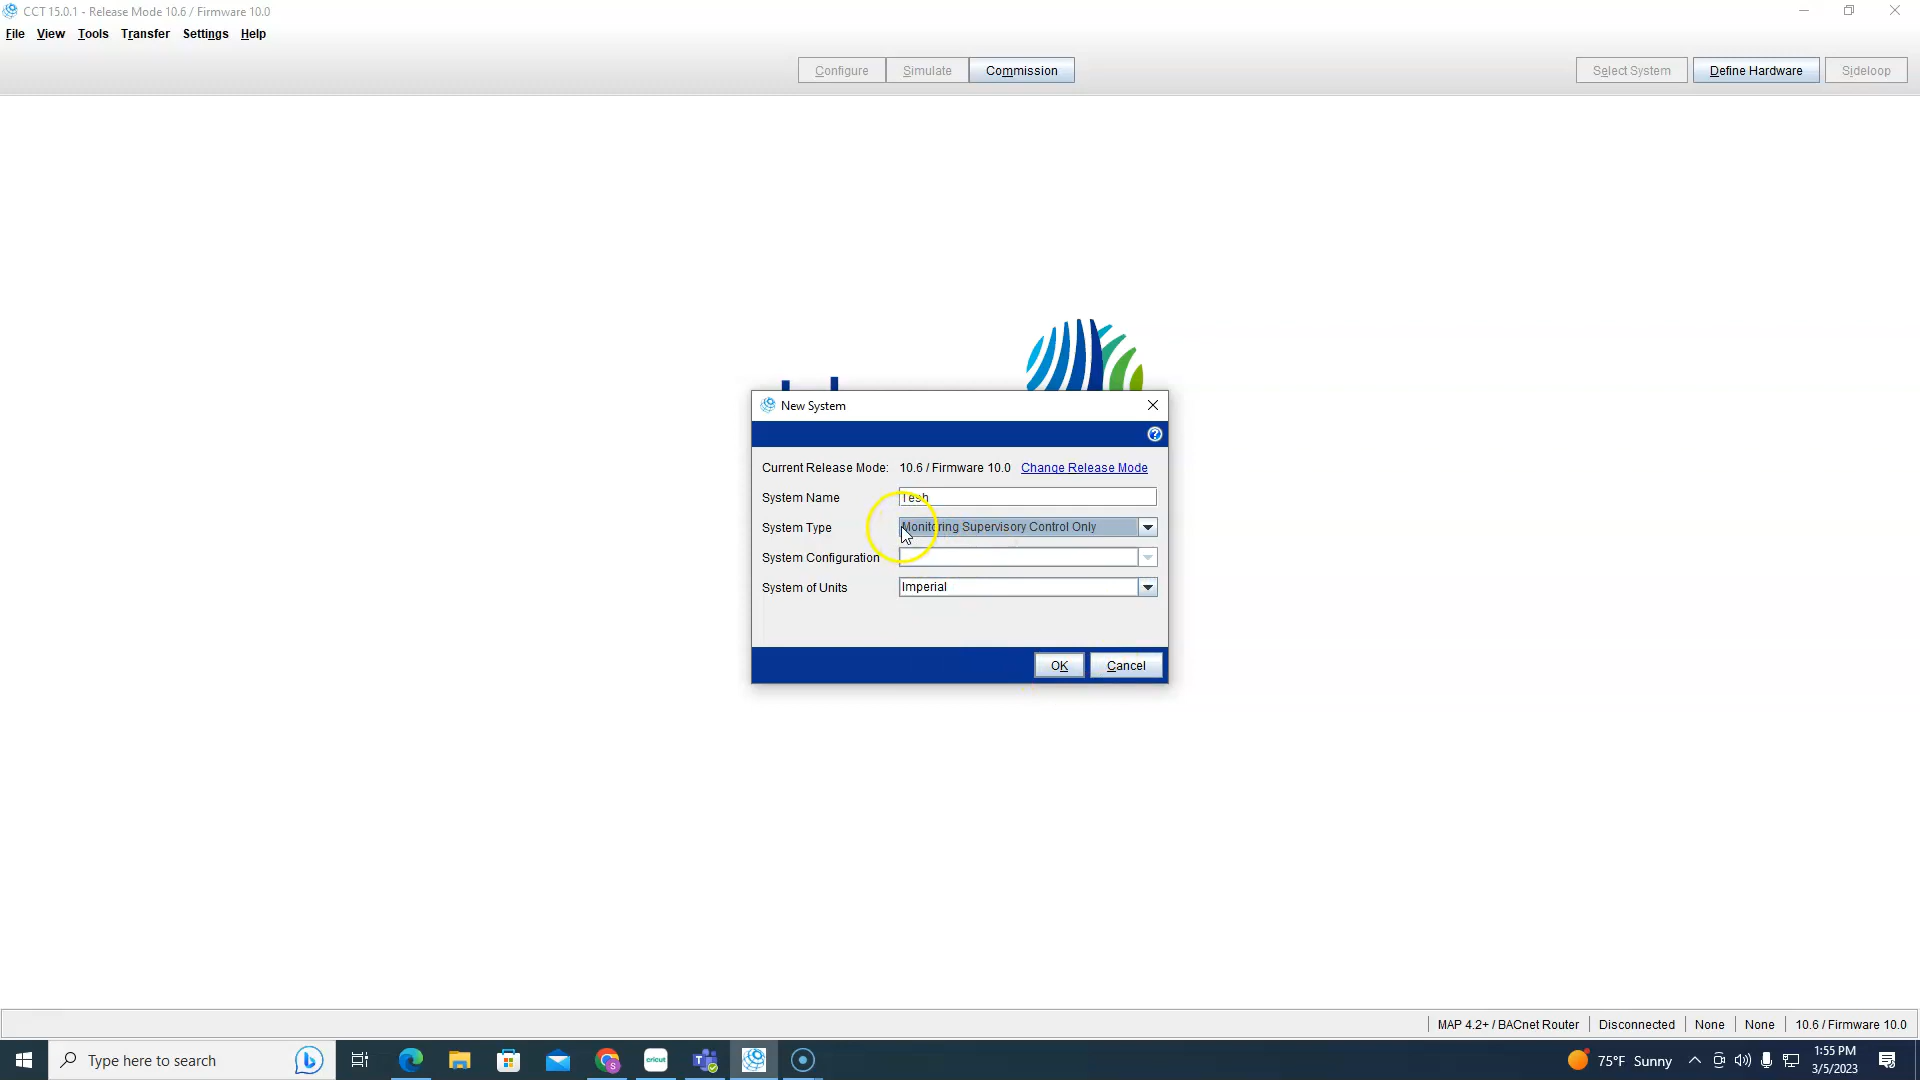 CCT 15.0.1 - Release Mode 10.6 / Firmware 10.0
File View Tools Transfer Settings Help
Configure Simulate Commission Select System Define Hardware Sideloop
New System
Current Release Mode: 10.6 / Firmware 10.0 Change Release Mode
System Name Tesh
System Type Monitoring Supervisory Control Only
System Configuration
System of Units Imperial
OK Cancel
MAP 4.2+ / BACnet Router Disconnected None None 10.6 / Firmware 10.0
Type here to search cricut 75°F Sunny 1:55 PM
3/5/2023